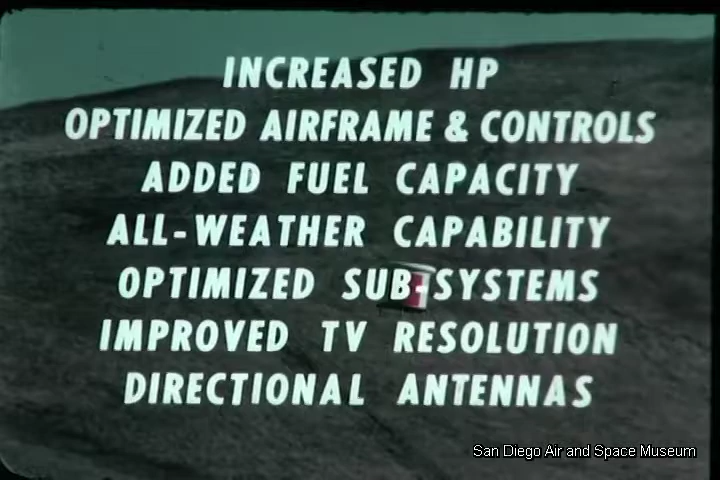 INCREASED HP
OPTIMIZED AIRFRAME & CONTROLS
ADDED FUEL CAPACITY
ALL-WEATHER CAPABILITY
OPTIMIZED SUB-SYSTEMS
IMPROVED TV RESOLUTION
DIRECTIONAL ANTENNAS
San Diego Air and Space Museum